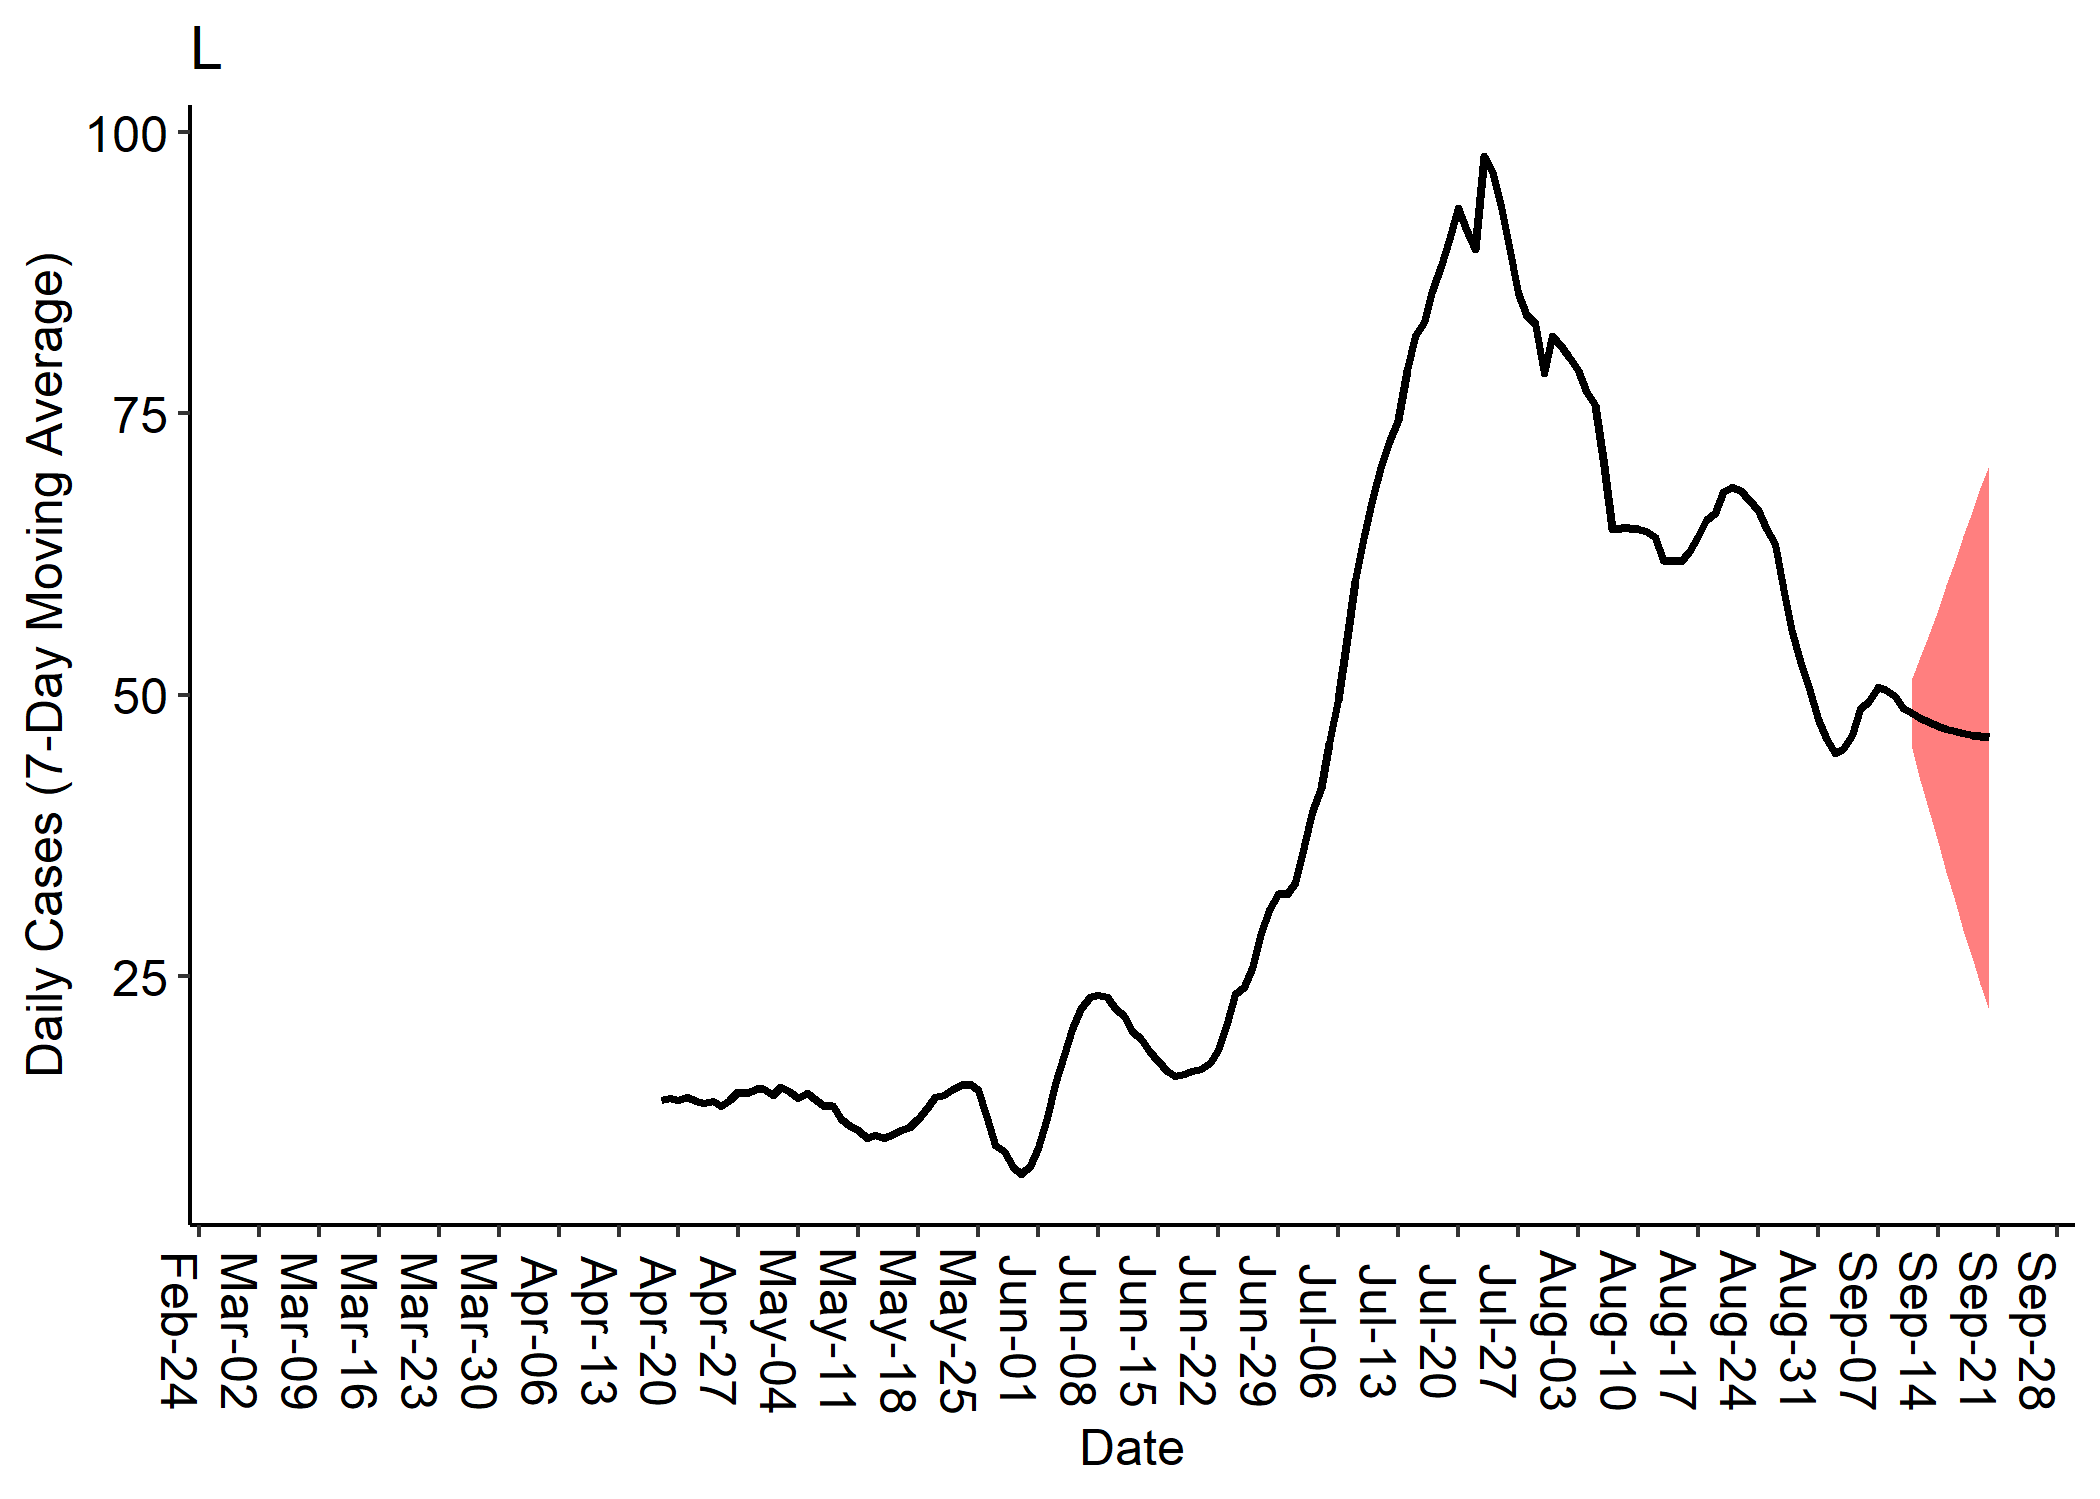 L
Daily Cases (7-Day Moving Average)
100
75
50
25
Feb-24
Mar-02
Mar-09
Mar-16
Mar-23
Mar-30
Apr-06
Apr-13
Apr-20
Apr-27
May-04
May-11
May-18
May-25
Jun-01
Jun-08
Jun-15
Jun-22
Jun-29
Jul-06
Jul-13
Jul-20
Jul-27
Aug-03
Aug-10
Aug-17
Aug-24
Aug-31
Sep-07
Sep-14
Sep-21
Sep-28
Date